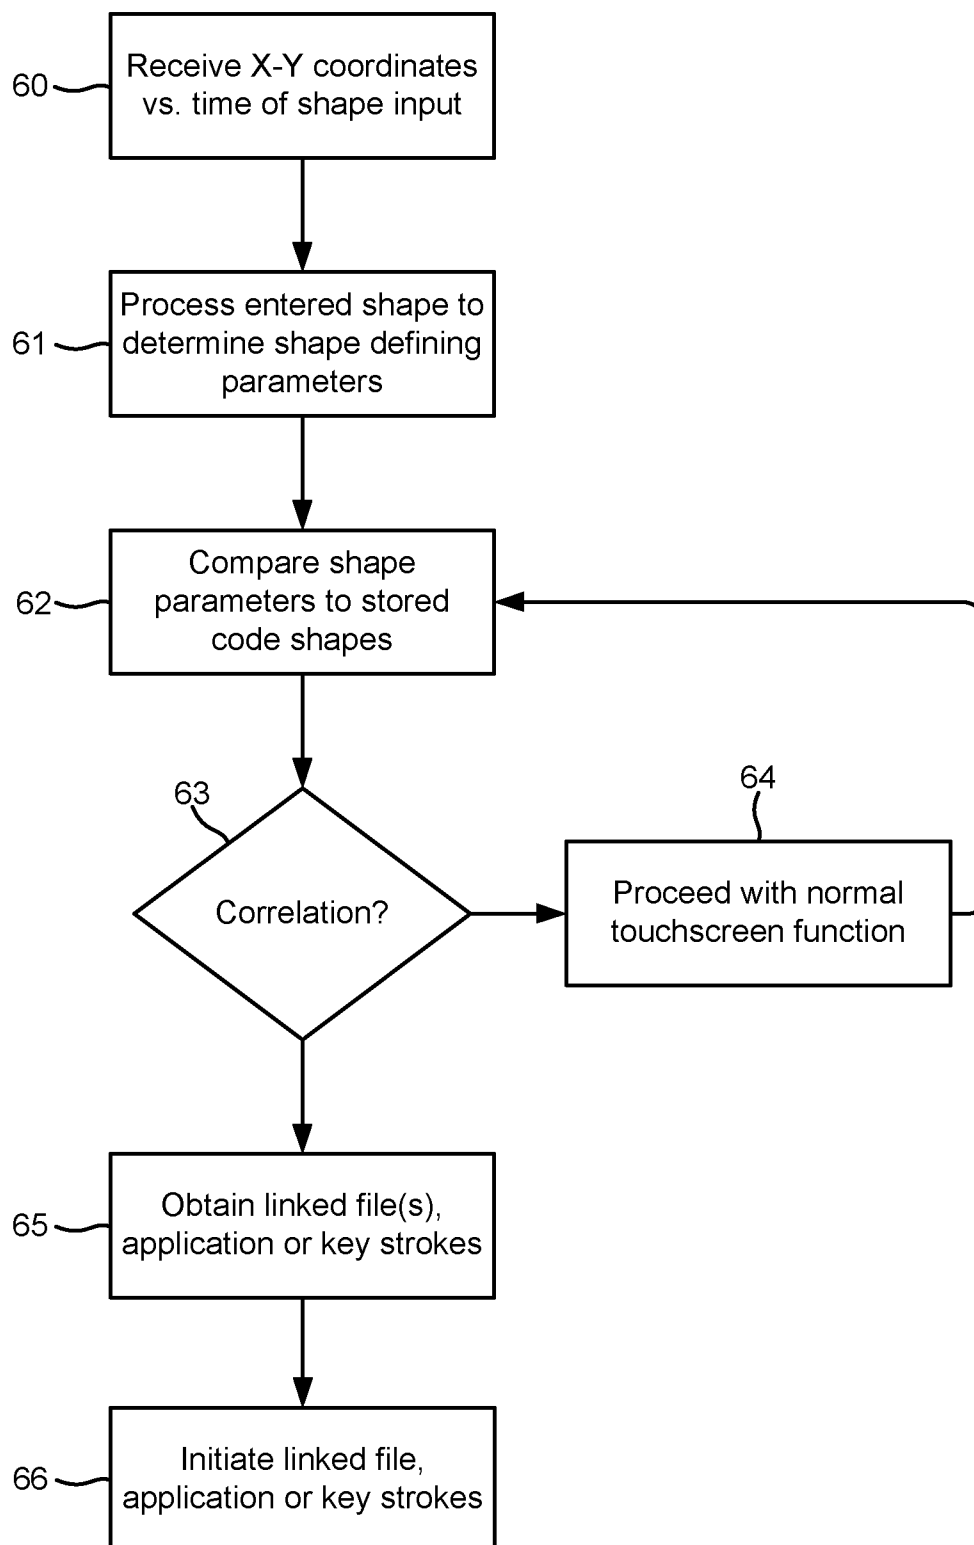 60
Receive X-Y coordinates
vs. time of shape input
61
Process entered shape to
determine shape defining
parameters
62
Compare shape
parameters to stored
code shapes
63
Correlation?
64
Proceed with normal
touchscreen function
65
Obtain linked file(s),
application or key strokes
66
Initiate linked file,
application or key strokes